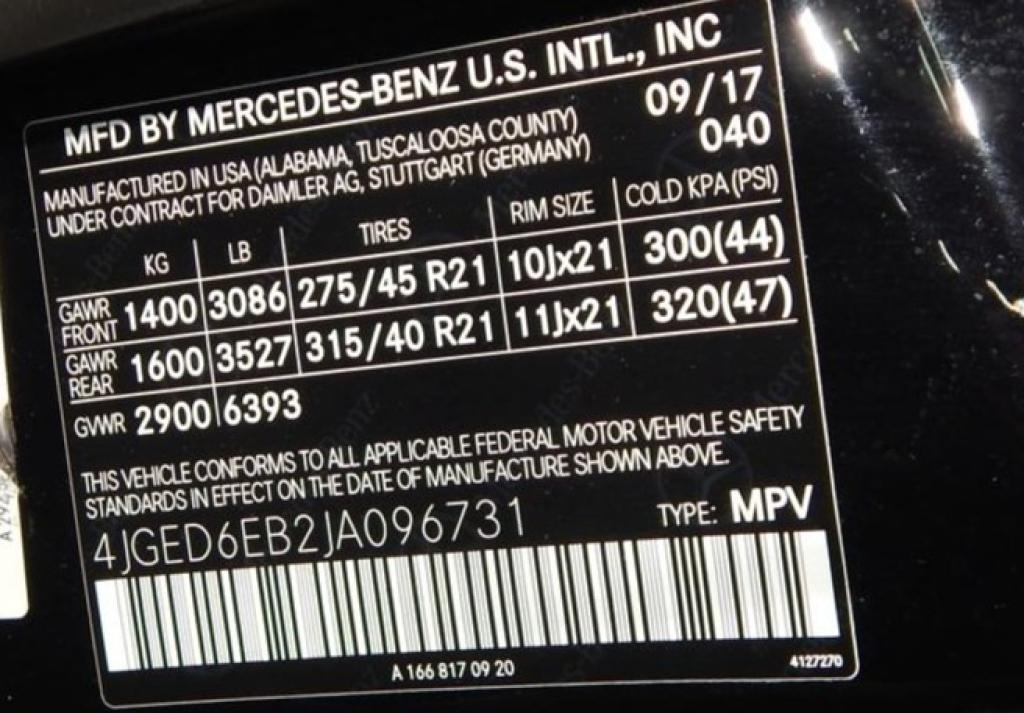 MFD BY MERCEDES-BENZ U.S. INTL., INC
MANUFACTURED IN USA (ALABAMA, TUSCALOOSA COUNTY) 09/17
UNDER CONTRACT FOR DAIMLER AG, STUTTGART (GERMANY) 040
KG LB TIRES RIM SIZE COLD KPA (PSI)
GAWR FRONT 1400 3086 275/45 R21 10Jx21 300(44)
GAWR REAR 1600 3527 315/40 R21 11Jx21 320(47)
GVWR 2900 6393
THIS VEHICLE CONFORMS TO ALL APPLICABLE FEDERAL MOTOR VEHICLE SAFETY
STANDARDS IN EFFECT ON THE DATE OF MANUFACTURE SHOWN ABOVE.
4JGED6EB2JA096731 TYPE: MPV
A 166 817 09 20 4127270